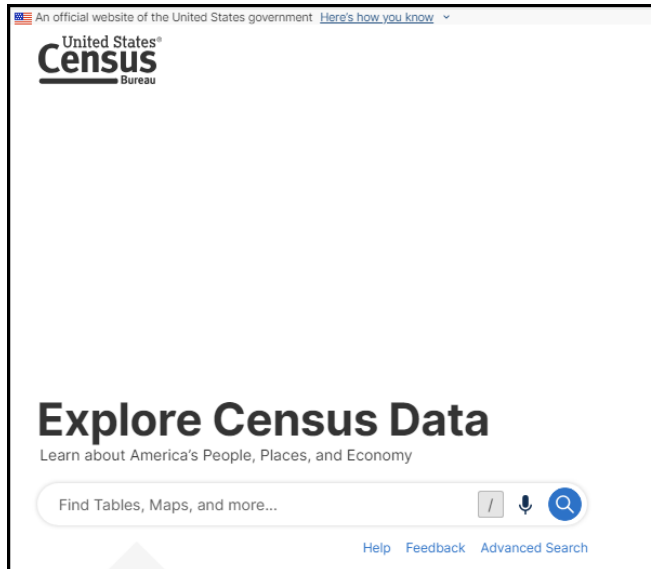 An official website of the United States government Here's how you know
United States®
Census
Bureau
Explore Census Data
Learn about America's People, Places, and Economy
Find Tables, Maps, and more... /
Help Feedback Advanced Search